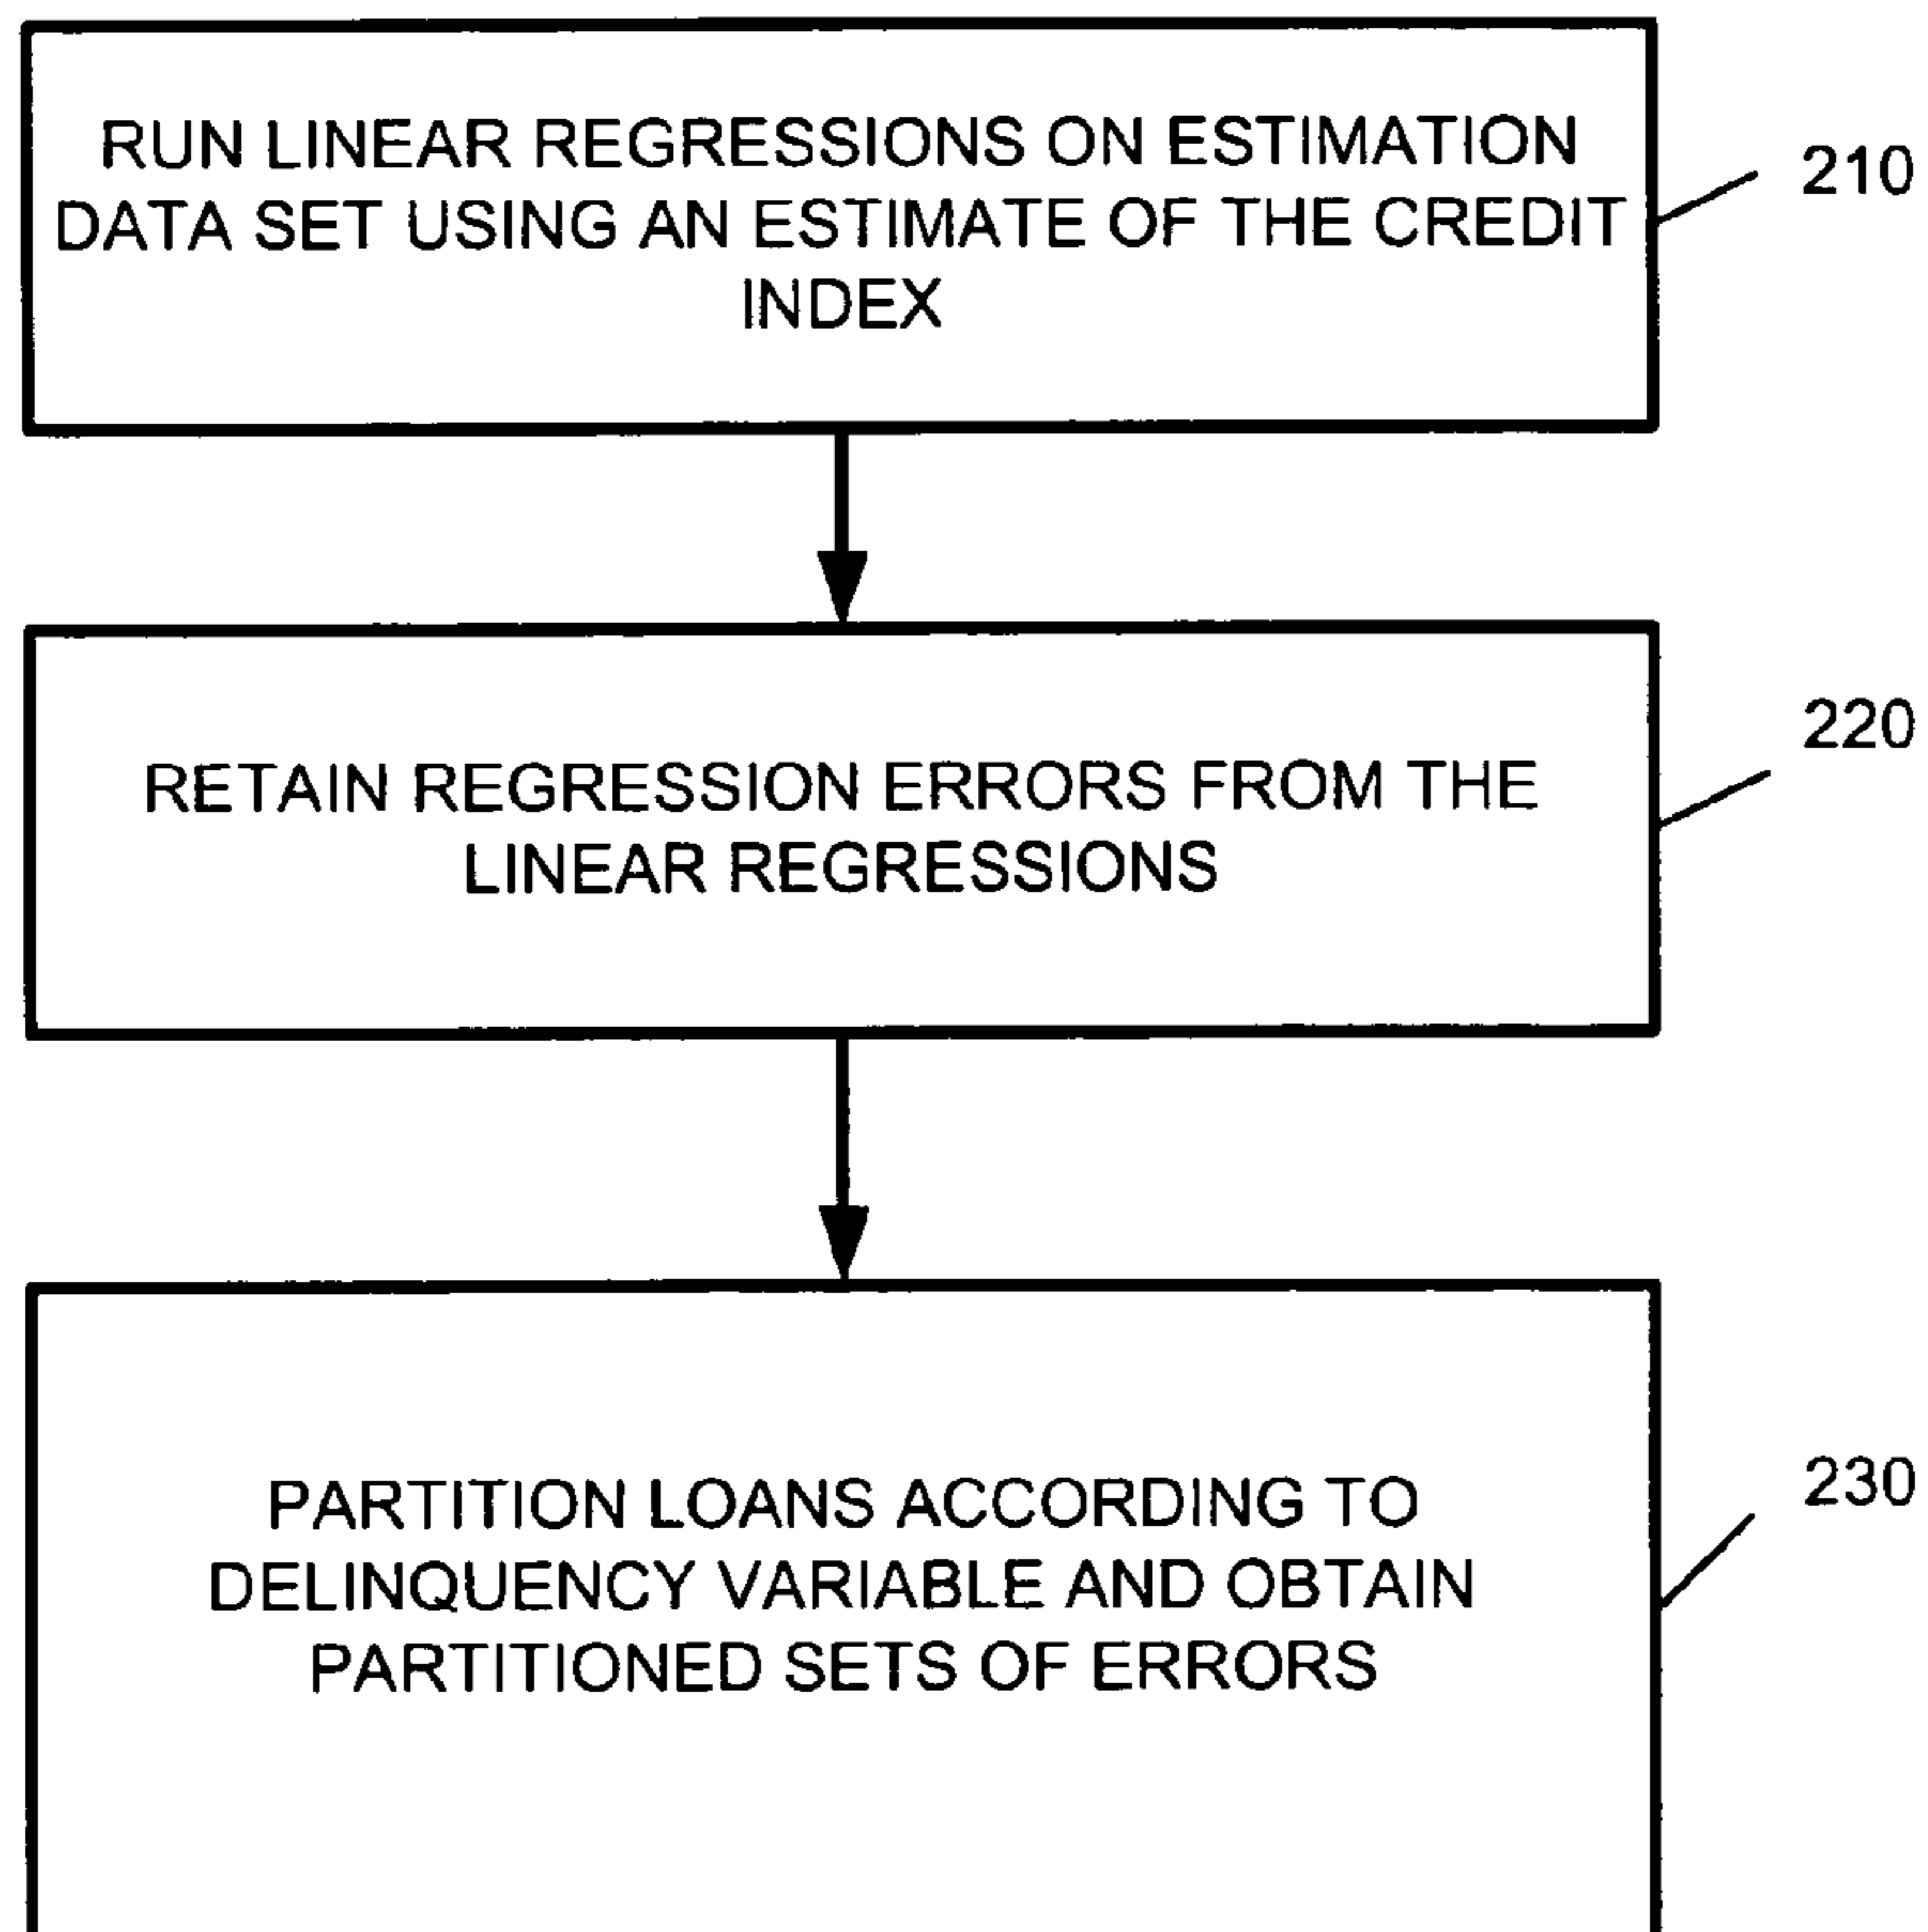 RUN LINEAR REGRESSIONS ON ESTIMATION
DATA SET USING AN ESTIMATE OF THE CREDIT
INDEX
210
RETAIN REGRESSION ERRORS FROM THE
LINEAR REGRESSIONS
220
PARTITION LOANS ACCORDING TO
DELINQUENCY VARIABLE AND OBTAIN
PARTITIONED SETS OF ERRORS
230